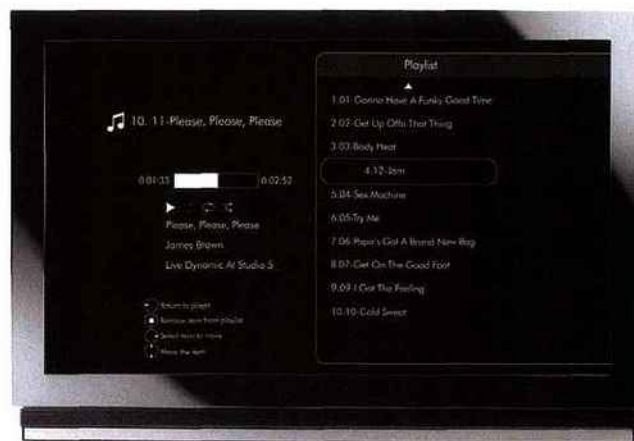 10. 11-Please, Please, Please
0:01:33
0:02:52
Please, Please, Please
James Brown
Live Dynamic At Studio 5
Return to player
Remove item from playlist
Select item to move
Move the item
Playlist
1.01-Gonna Have A Funky Good Time
2.02-Get Up Offa That Thing
3.03-Body Heat
4.12-Jam
5.04-Sex Machine
6.05-Try Me
7.06-Papa's Got A Brand New Bag
8.07-Get On The Good Foot
9.09-I Got The Feeling
10.10-Cold Sweat